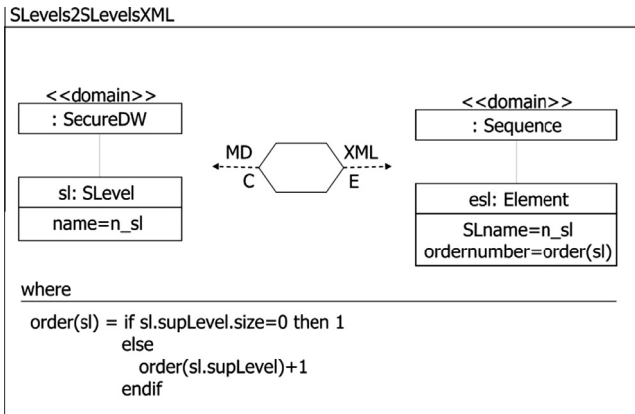 SLevels2SLevelsXML
<<domain>>
: SecureDW
sl: SLevel
name=n_sl
MD
C
XML
E
<<domain>>
: Sequence
esl: Element
SLname=n_sl
ordernumber=order(sl)
where
order(sl) = if sl.supLevel.size=0 then 1
else
order(sl.supLevel)+1
endif